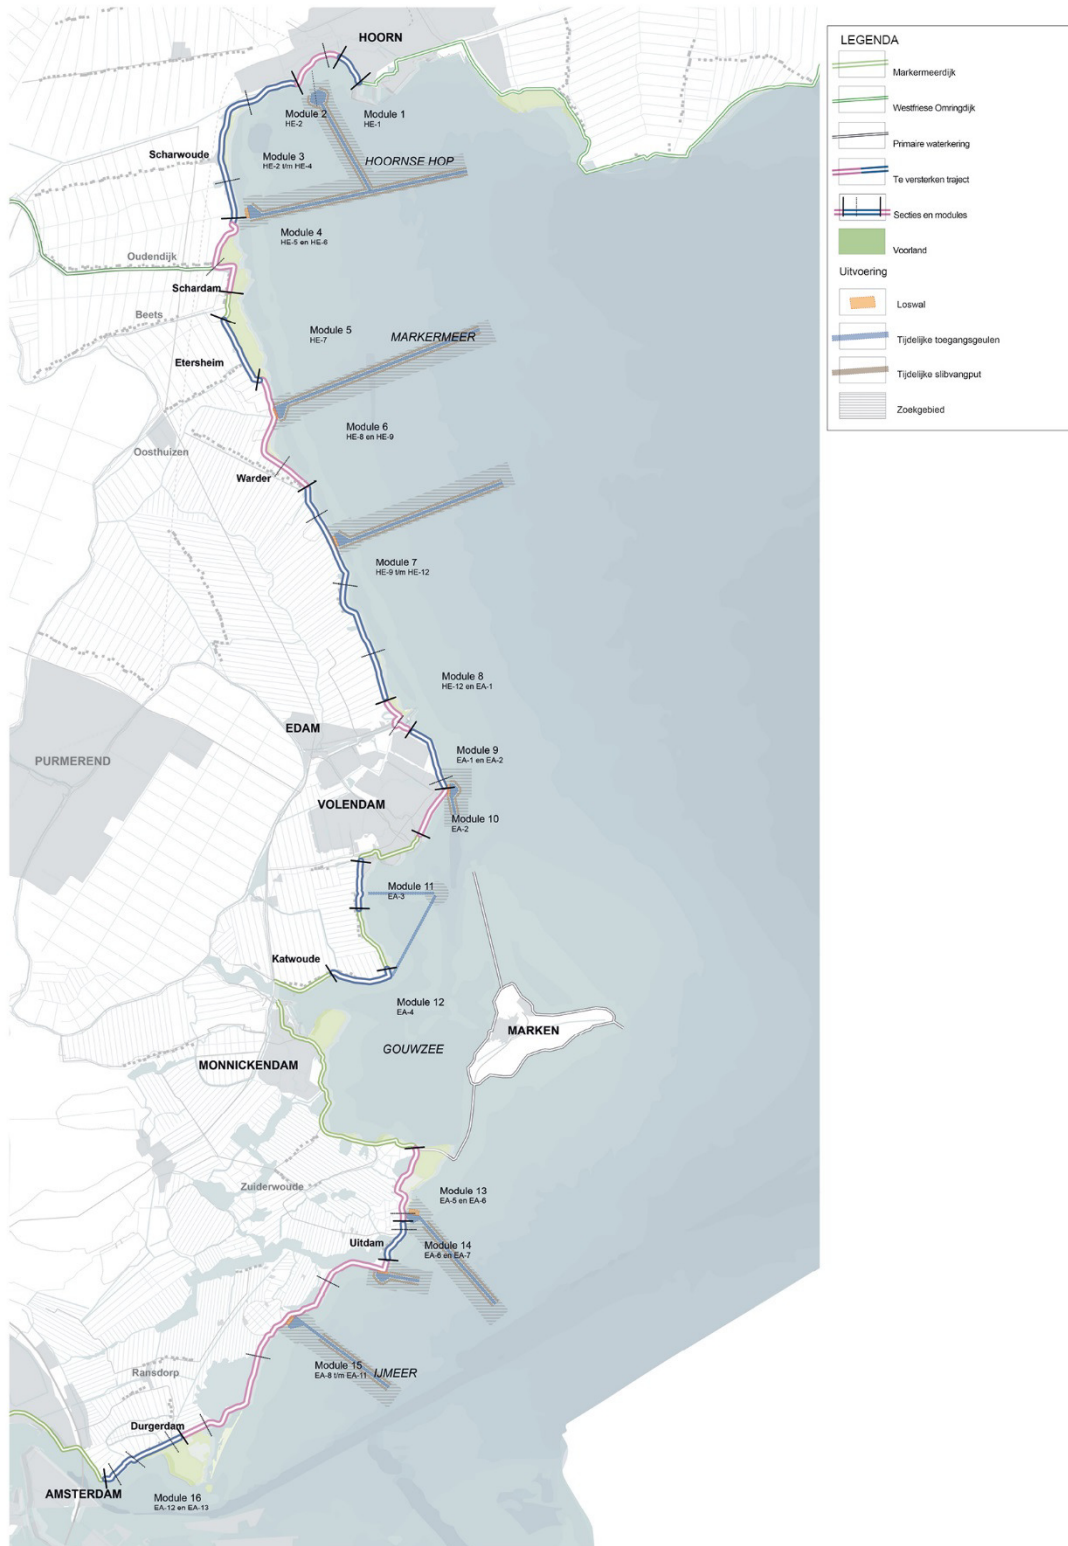 HOORN
Module 2
HE-2
Module 1
HE-1
Scharwoude
Module 3
HE-2 t/m HE-4
HOORNSE HOP
Module 4
HE-5 en HE-6
Oudendijk
Schardam
Beets
Module 5
HE-7
MARKERMEER
Etersheim
Module 6
HE-8 en HE-9
Oosthuizen
Warder
Module 7
HE-9 t/m HE-12
Module 8
HE-12 en EA-1
EDAM
PURMEREND
Module 9
EA-1 en EA-2
VOLENDAM
Module 10
EA-2
Module 11
EA-3
Katwoude
Module 12
EA-4
MARKEN
GOUWZEE
MONNICKENDAM
Zuiderwoude
Module 13
EA-5 en EA-6
Uitdam
Module 14
EA-6 en EA-7
Ransdorp
Module 15
EA-8 t/m EA-11
IJMEER
Durgerdam
AMSTERDAM
Module 16
EA-12 en EA-13
LEGENDA
Markermeerdijk
Westfriese Omringdijk
Primaire waterkering
Te versterken traject
Secties en modules
Voorland
Uitvoering
Loswal
Tijdelijke toegangsgeulen
Tijdelijke slibvangput
Zoekgebied